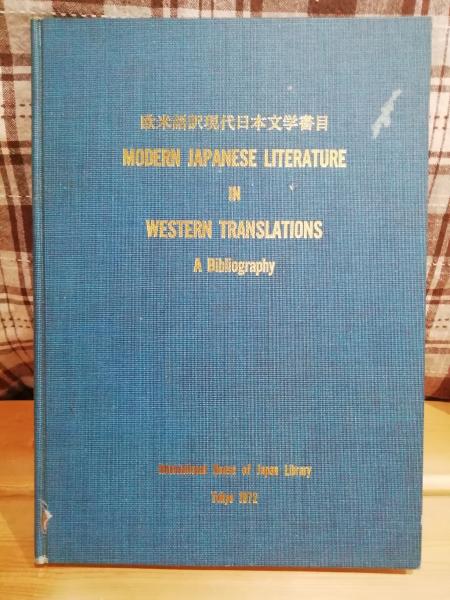 欧米語訳現代日本文学書目
MODERN JAPANESE LITERATURE
IN
WESTERN TRANSLATIONS
A Bibliography
International House of Japan Library
Tokyo 1972